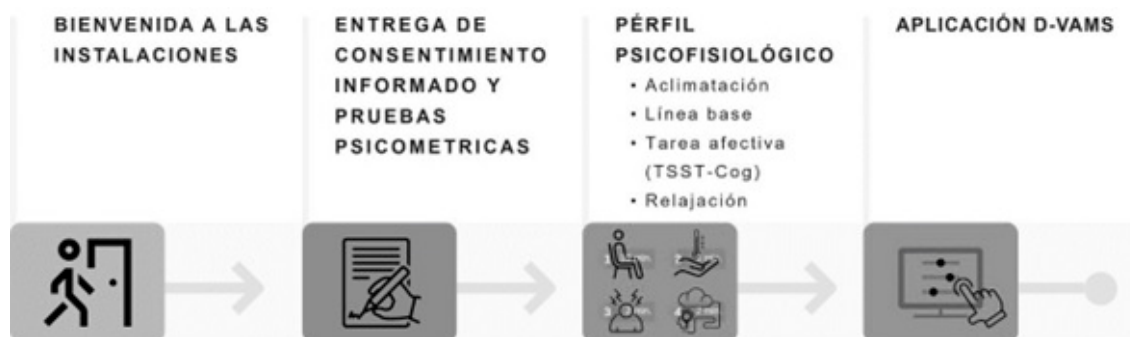 BIENVENIDA A LAS
INSTALACIONES
ENTREGA DE
CONSENTIMIENTO
INFORMADO Y
PRUEBAS
PSICOMETRICAS
PÉRFIL
PSICOFISIOLÓGICO
• Aclimatación
• Línea base
• Tarea afectiva
(TSST-Cog)
• Relajación
APLICACIÓN D-VAMS